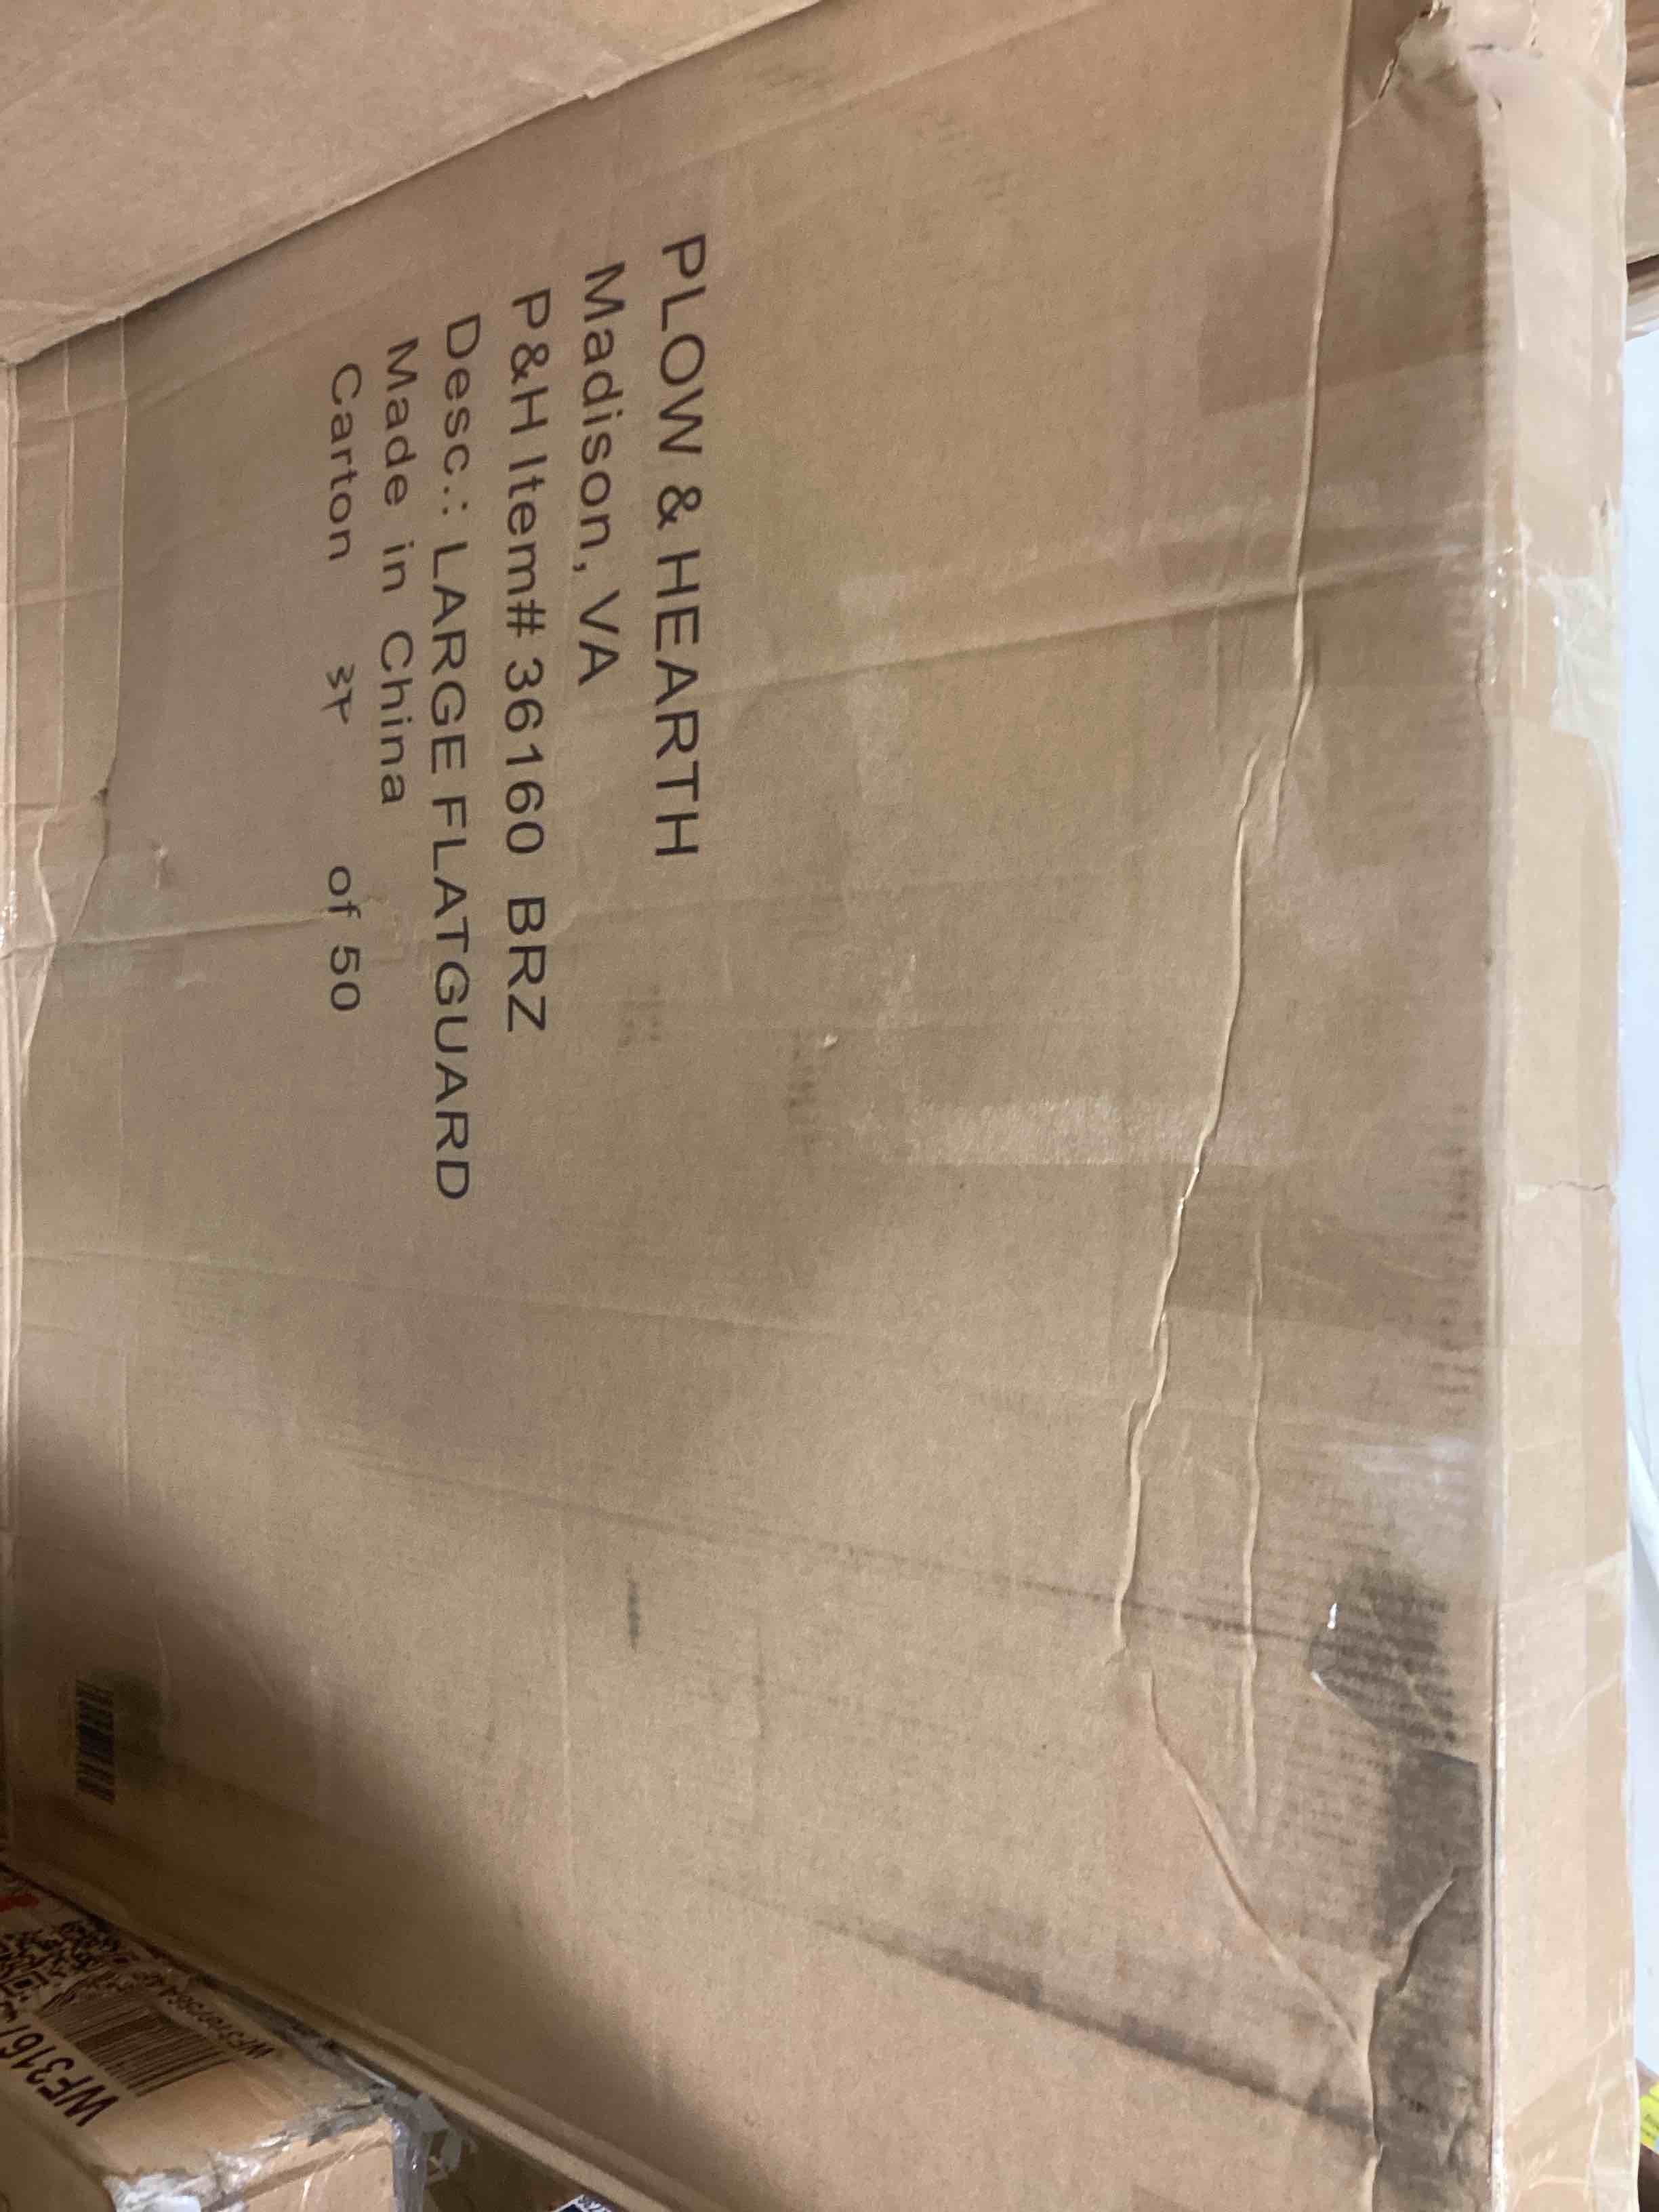 PLOW & HEARTH
Madison, VA
P&H Item# 36160 BRZ
Desc.: LARGE FLATGUARD
Made in China
Carton of 50